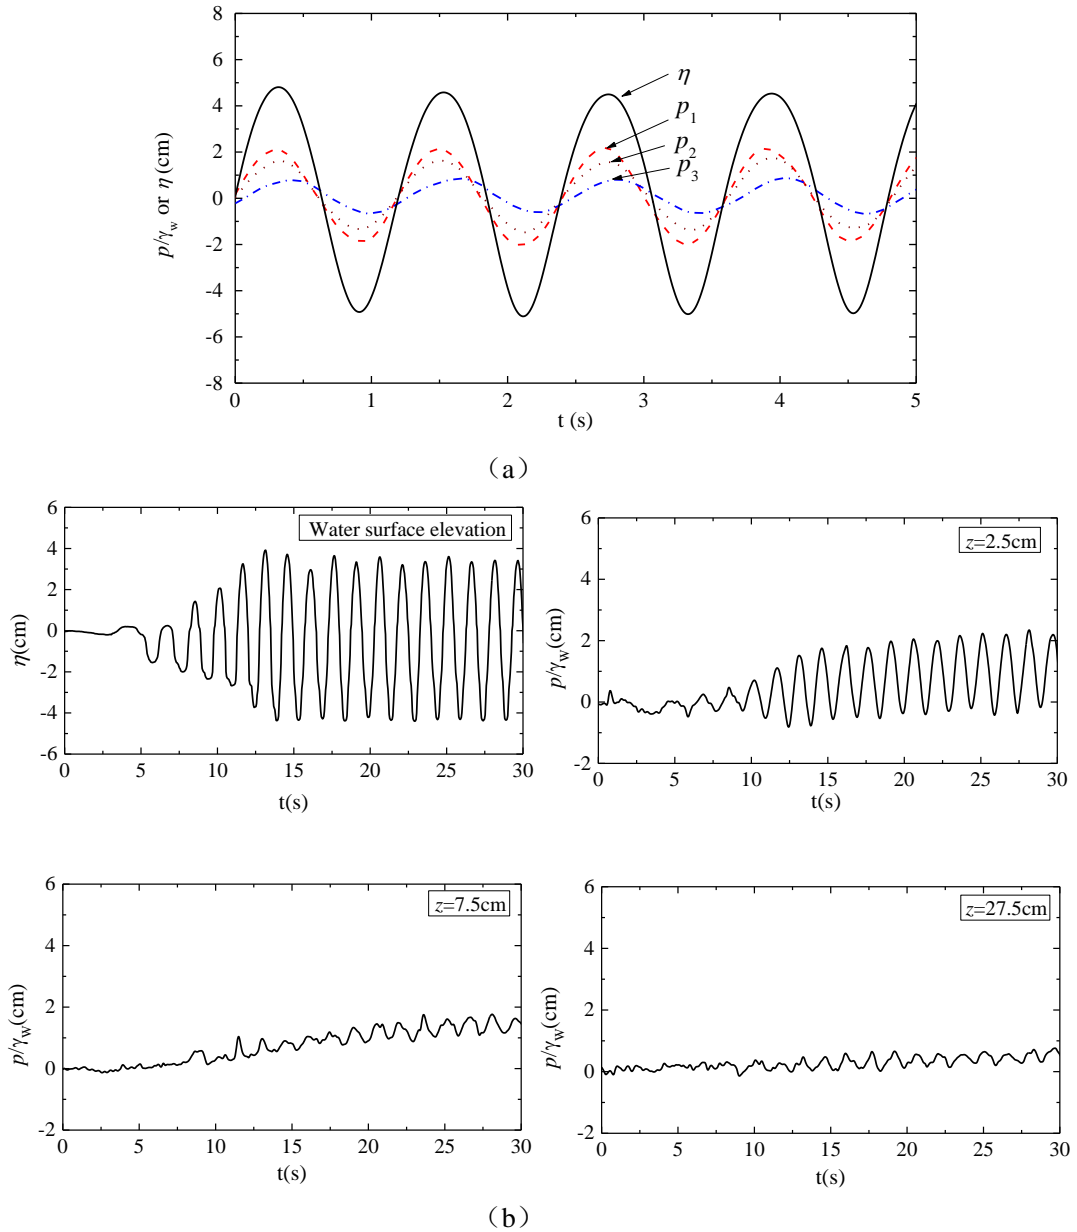 8
6
4
2
0
-2
-4
-6
-8
p/γw or η (cm)
η
p1
p2
p3
0 1 2 3 4 5
t (s)
（a）
6
4
2
0
-2
-4
-6
η(cm)
Water surface elevation
0 5 10 15 20 25 30
t(s)
6
4
2
0
-2
p/γw(cm)
z=2.5cm
0 5 10 15 20 25 30
t(s)
6
4
2
0
-2
p/γw(cm)
z=7.5cm
0 5 10 15 20 25 30
t(s)
6
4
2
0
-2
p/γw(cm)
z=27.5cm
0 5 10 15 20 25 30
t(s)
（b）